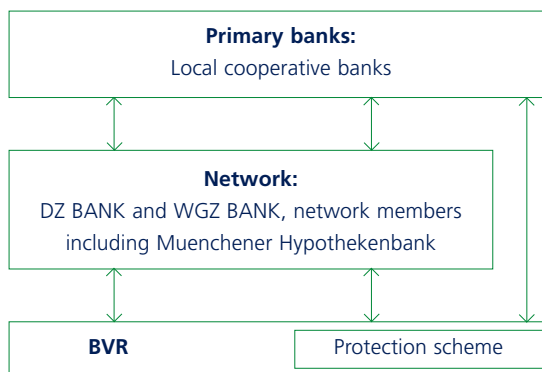 Primary banks:
Local cooperative banks
Network:
DZ BANK and WGZ BANK, network members
including Muenchener Hypothekenbank
BVR
Protection scheme